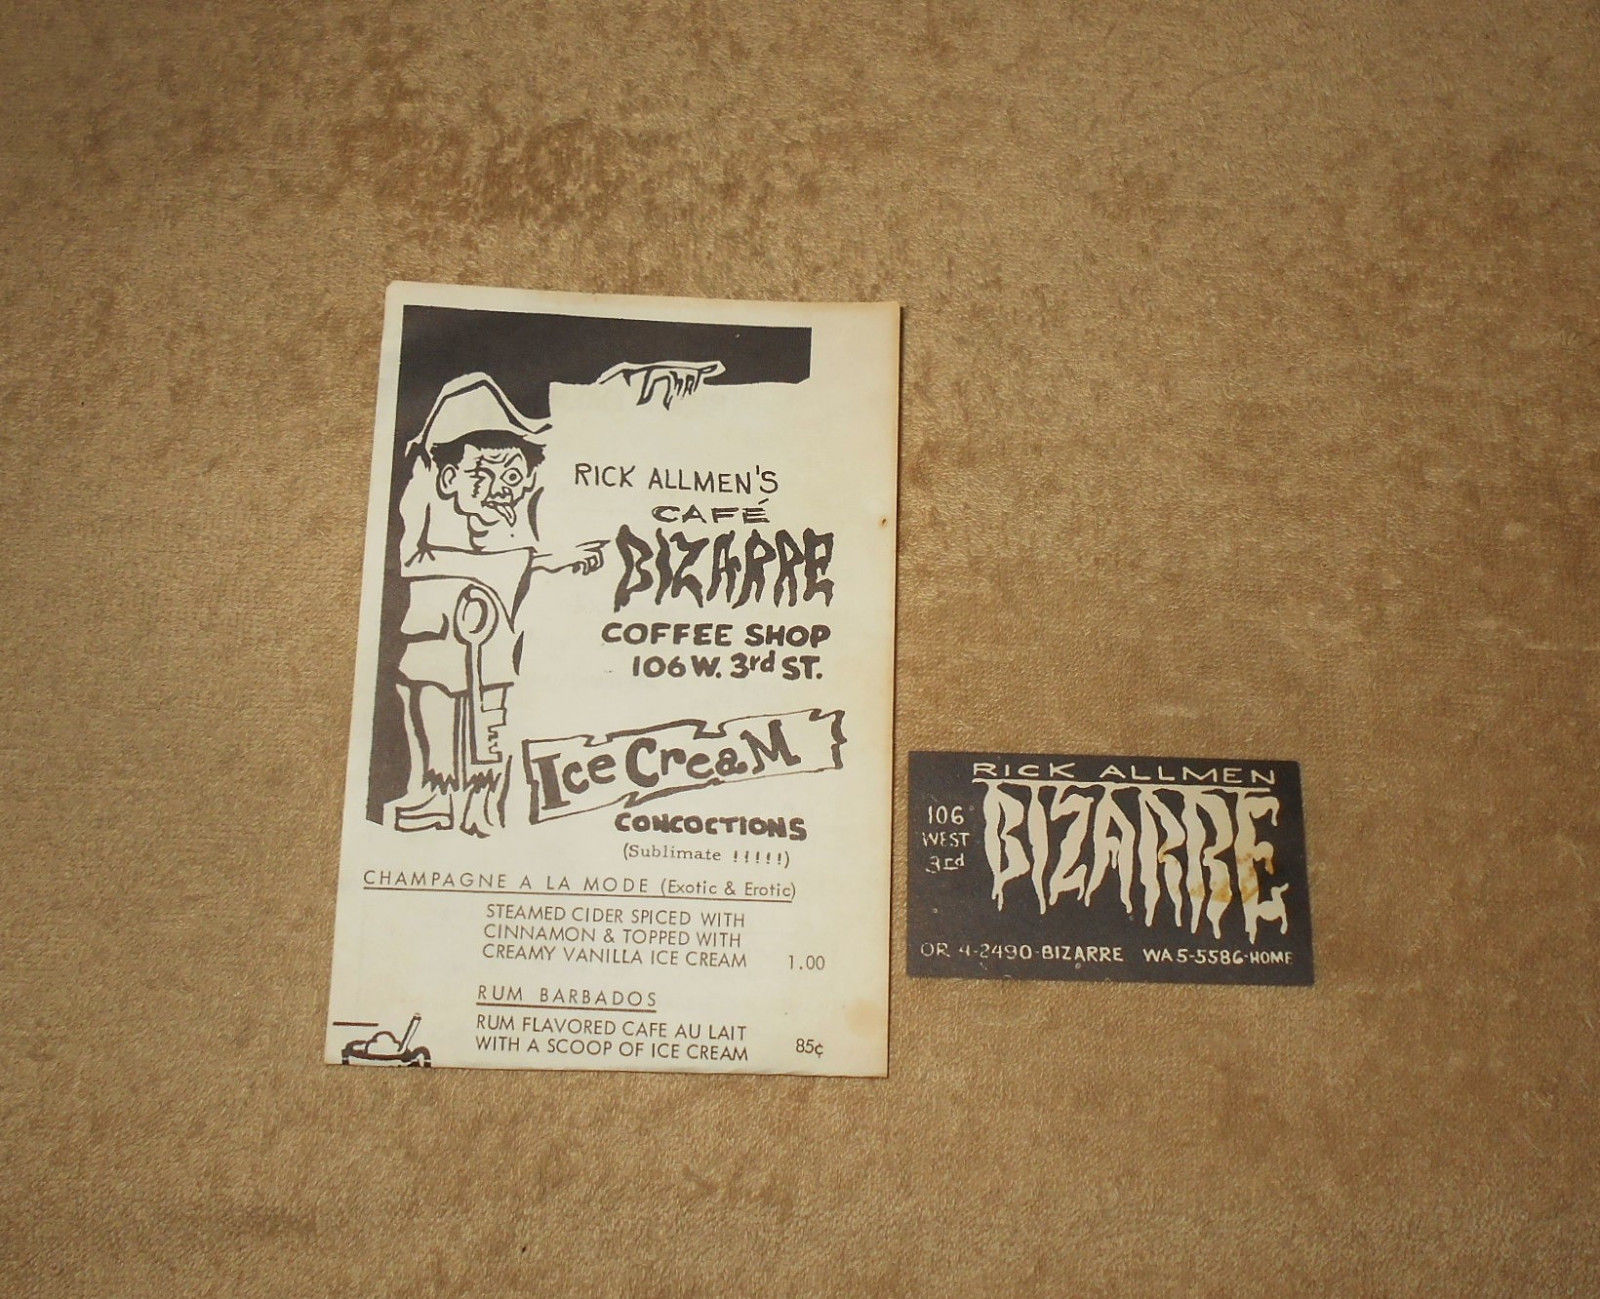 RICK ALLMEN'S
CAFÉ
BIZARRE
COFFEE SHOP
106 W. 3rd ST.
Ice CreaM
CONCOCTIONS
(Sublimate !!!!!)
CHAMPAGNE A LA MODE (Exotic & Erotic)
STEAMED CIDER SPICED WITH
CINNAMON & TOPPED WITH
CREAMY VANILLA ICE CREAM 1.00
RUM BARBADOS
RUM FLAVORED CAFE AU LAIT
WITH A SCOOP OF ICE CREAM 85¢
RICK ALLMEN
BIZARRE
106
WEST
3rd
OR 4-2490-BIZARRE WA 5-5586-HOME